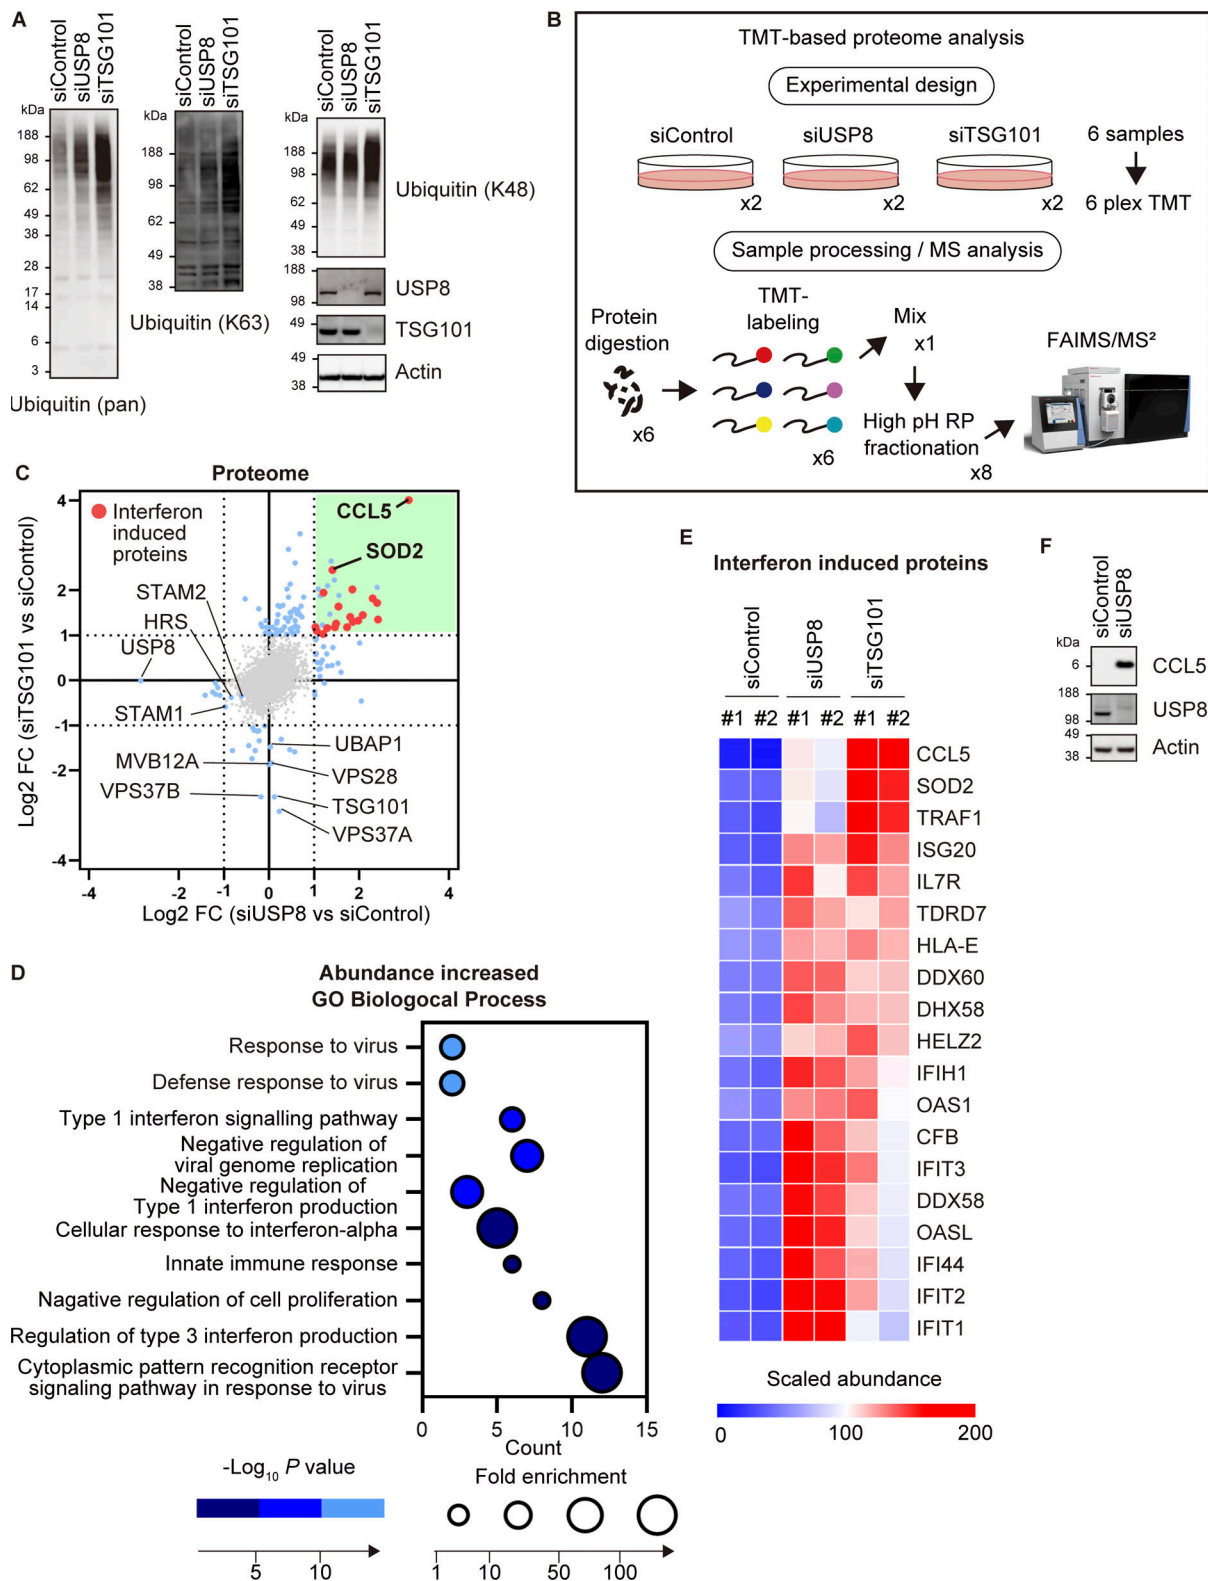 A
siControl
siUSP8
siTSG101
kDa
188
98
62
49
38
28
17
14
6
3
Ubiquitin (pan)
siControl
siUSP8
siTSG101
kDa
188
98
62
49
38
Ubiquitin (K63)
siControl
siUSP8
siTSG101
kDa
188
98
62
49
38
Ubiquitin (K48)
188
98
USP8
49
TSG101
49
38
Actin
B
TMT-based proteome analysis
Experimental design
siControl
siUSP8
siTSG101
6 samples
x2
x2
x2
6 plex TMT
Sample processing / MS analysis
Protein
digestion
x6
TMT-
labeling
x6
Mix
x1
High pH RP
fractionation
x8
FAIMS/MS²
C
Proteome
Log2 FC (siTSG101 vs siControl)
4
2
1
0
-1
-2
-4
Interferon
induced
proteins
CCL5
SOD2
STAM2
HRS
USP8
STAM1
UBAP1
MVB12A
VPS28
VPS37B
TSG101
VPS37A
-4
-2
-1
0
1
2
4
Log2 FC (siUSP8 vs siControl)
D
Abundance increased
GO Biologocal Process
Response to virus
Defense response to virus
Type 1 interferon signalling pathway
Negative regulation of
viral genome replication
Negative regulation of
Type 1 interferon production
Cellular response to interferon-alpha
Innate immune response
Nagative regulation of cell proliferation
Regulation of type 3 interferon production
Cytoplasmic pattern recognition receptor
signaling pathway in response to virus
0 5 10 15
Count
-Log10 P value
5 10
Fold enrichment
1 10 50 100
E
Interferon induced proteins
siControl
siUSP8
siTSG101
#1 #2 #1 #2 #1 #2
CCL5
SOD2
TRAF1
ISG20
IL7R
TDRD7
HLA-E
DDX60
DHX58
HELZ2
IFIH1
OAS1
CFB
IFIT3
DDX58
OASL
IFI44
IFIT2
IFIT1
Scaled abundance
0 100 200
F
siControl
siUSP8
kDa
6
CCL5
188
98
USP8
49
38
Actin